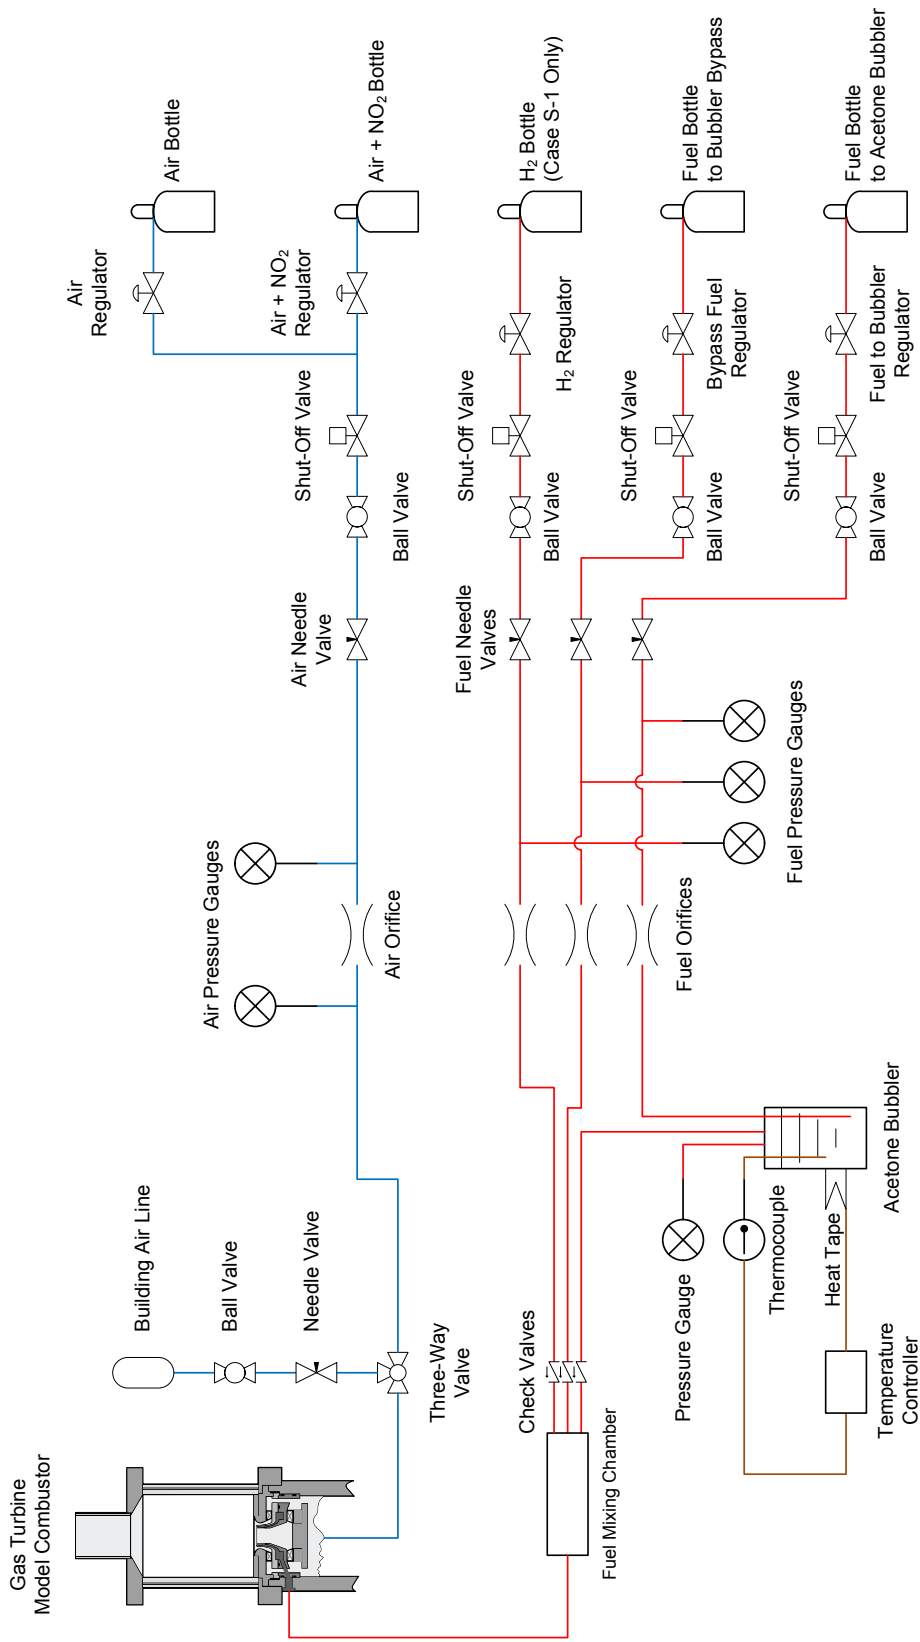 Gas Turbine
Model Combustor
Building Air Line
Ball Valve
Needle Valve
Three-Way
Valve
Air Pressure Gauges
Air Orifice
Air Needle
Valve
Shut-Off Valve
Ball Valve
Air
Regulator
Air + NO₂
Regulator
Air Bottle
Air + NO₂ Bottle
Fuel Mixing Chamber
Check Valves
Fuel Needle
Valves
Shut-Off Valve
Ball Valve
H₂ Regulator
H₂ Bottle
(Case S-1 Only)
Shut-Off Valve
Ball Valve
Bypass Fuel
Regulator
Fuel Bottle
to Bubbler Bypass
Fuel Orifices
Fuel Pressure Gauges
Shut-Off Valve
Ball Valve
Fuel to Bubbler
Regulator
Fuel Bottle
to Acetone Bubbler
Pressure Gauge
Thermocouple
Heat Tape
Temperature
Controller
Acetone Bubbler